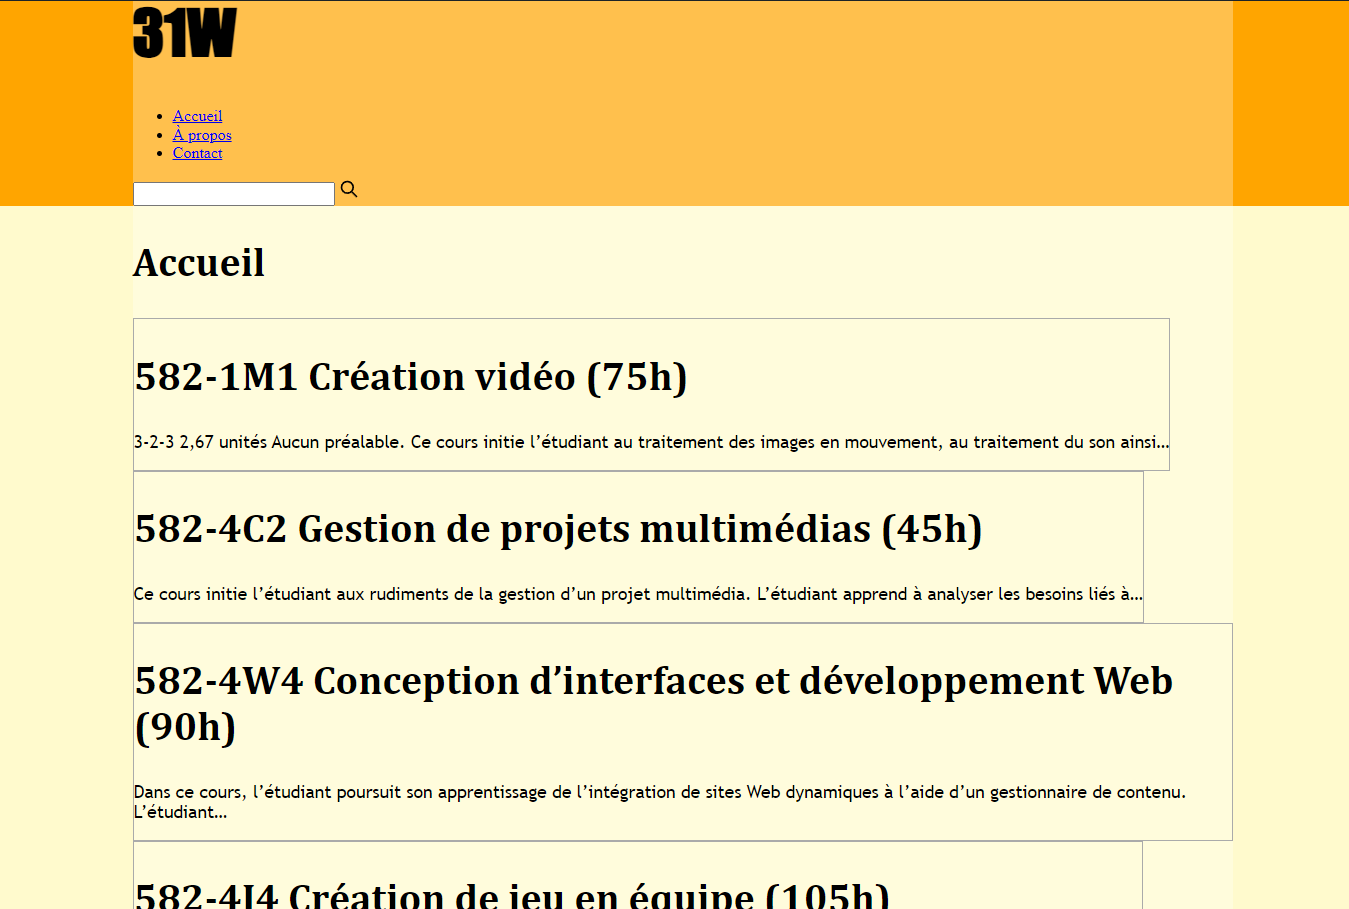 31W
Accueil
À propos
Contact
Accueil
582-1M1 Création vidéo (75h)
3-2-3 2,67 unités Aucun préalable. Ce cours initie l’étudiant au traitement des images en mouvement, au traitement du son ainsi…
582-4C2 Gestion de projets multimédias (45h)
Ce cours initie l’étudiant aux rudiments de la gestion d’un projet multimédia. L’étudiant apprend à analyser les besoins liés à…
582-4W4 Conception d’interfaces et développement Web
(90h)
Dans ce cours, l’étudiant poursuit son apprentissage de l’intégration de sites Web dynamiques à l’aide d’un gestionnaire de contenu.
L’étudiant…
582-4J4 Création de jeu en équipe (105h)